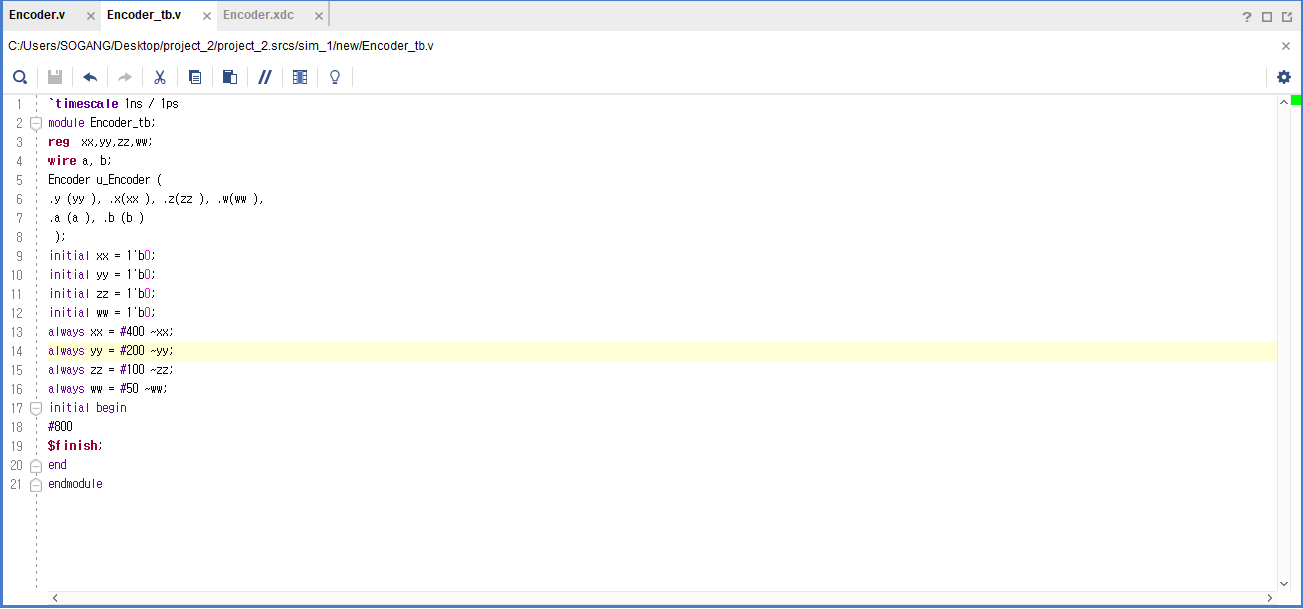 Encoder.v × Encoder_tb.v × Encoder.xdc × ?
C:/Users/SOGANG/Desktop/project_2/project_2.srcs/sim_1/new/Encoder_tb.v ×
//
1 `timescale 1ns / 1ps
2 module Encoder_tb;
3 reg  xx,yy,zz,ww;
4 wire a, b;
5 Encoder u_Encoder (
6 .y (yy ), .x(xx ), .z(zz ), .w(ww ),
7 .a (a ), .b (b )
8  );
9 initial xx = 1'b0;
10 initial yy = 1'b0;
11 initial zz = 1'b0;
12 initial ww = 1'b0;
13 always xx = #400 ~xx;
14 always yy = #200 ~yy;
15 always zz = #100 ~zz;
16 always ww = #50 ~ww;
17 initial begin
18 #800
19 $finish;
20 end
21 endmodule